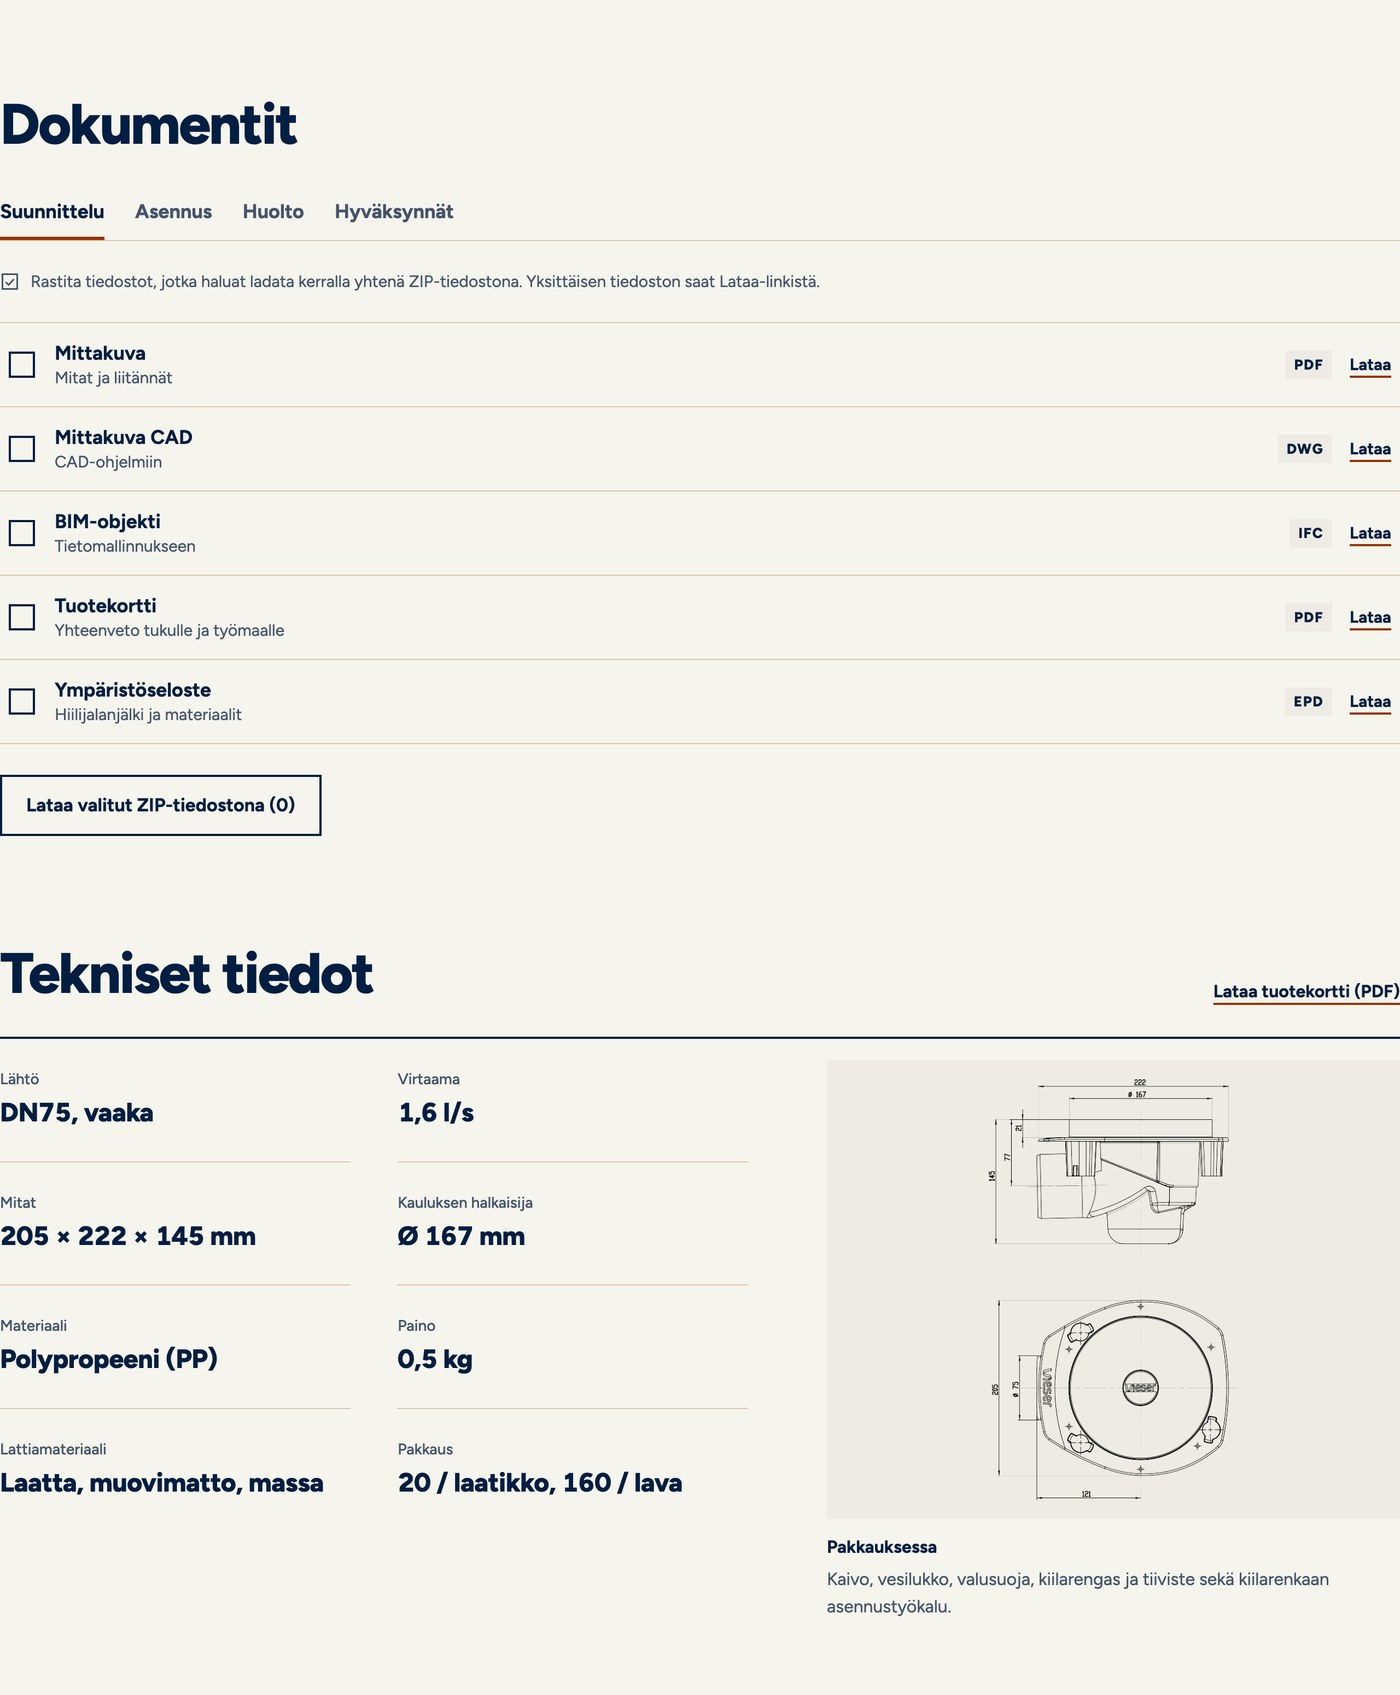 Dokumentit
Suunnittelu Asennus Huolto Hyväksynnät
Rastita tiedostot, jotka haluat ladata kerralla yhtenä ZIP-tiedostona. Yksittäisen tiedoston saat Lataa-linkistä.
Mittakuva
Mitat ja liitännät
PDF Lataa
Mittakuva CAD
CAD-ohjelmiin
DWG Lataa
BIM-objekti
Tietomallinnukseen
IFC Lataa
Tuotekortti
Yhteenveto tukulle ja työmaalle
PDF Lataa
Ympäristöseloste
Hiilijalanjälki ja materiaalit
EPD Lataa
Lataa valitut ZIP-tiedostona (0)
Tekniset tiedot
Lataa tuotekortti (PDF)
Lähtö
DN75, vaaka
Virtaama
1,6 l/s
Mitat
205 × 222 × 145 mm
Kauluksen halkaisija
Ø 167 mm
Materiaali
Polypropeeni (PP)
Paino
0,5 kg
Lattiamateriaali
Laatta, muovimatto, massa
Pakkaus
20 / laatikko, 160 / lava
222
ø 167
21
77
145
205
ø 75
vieser
vieser
121
Pakkauksessa
Kaivo, vesilukko, valusuoja, kiilarengas ja tiiviste sekä kiilarenkaan
asennustyökalu.